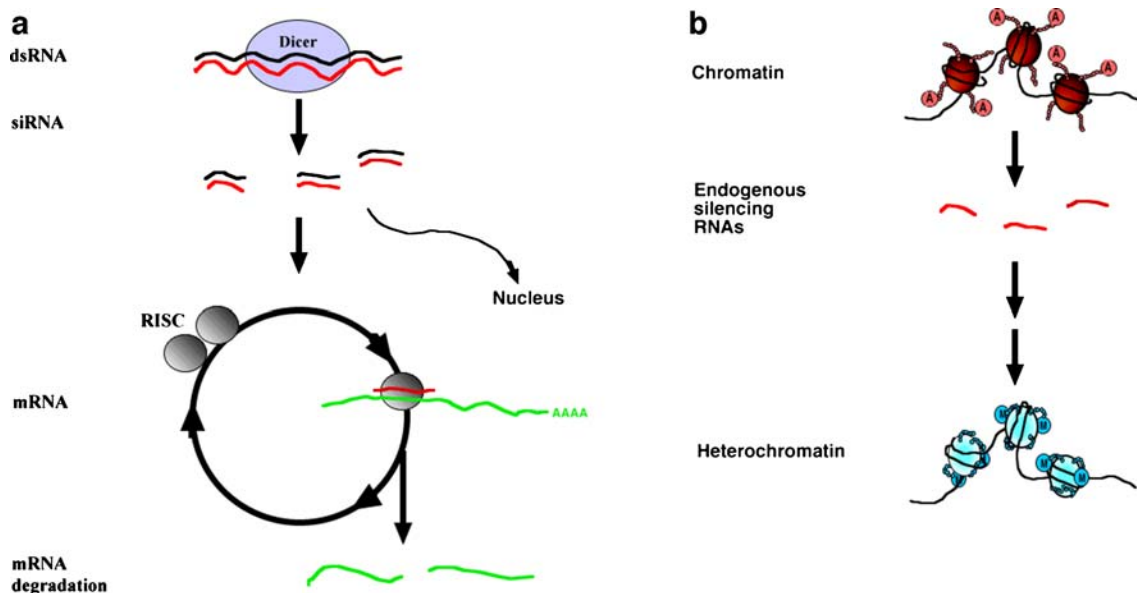 a
Dicer
dsRNA
siRNA
Nucleus
RISC
mRNA
AAAA
mRNA
degradation
b
A
A
A
A
A
A
Chromatin
Endogenous
silencing
RNAs
M
M
M
M
M
Heterochromatin